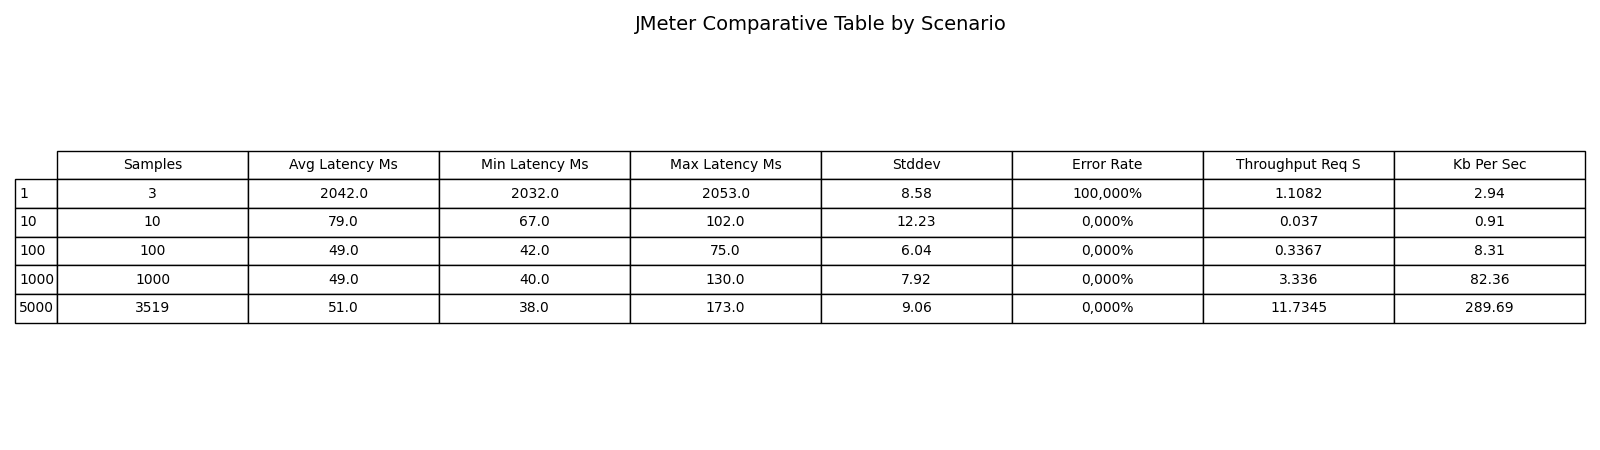 JMeter Comparative Table by Scenario
Samples Avg Latency Ms Min Latency Ms Max Latency Ms Stddev Error Rate Throughput Req S Kb Per Sec
1 3 2042.0 2032.0 2053.0 8.58 100,000% 1.1082 2.94
10 10 79.0 67.0 102.0 12.23 0,000% 0.037 0.91
100 100 49.0 42.0 75.0 6.04 0,000% 0.3367 8.31
1000 1000 49.0 40.0 130.0 7.92 0,000% 3.336 82.36
5000 3519 51.0 38.0 173.0 9.06 0,000% 11.7345 289.69